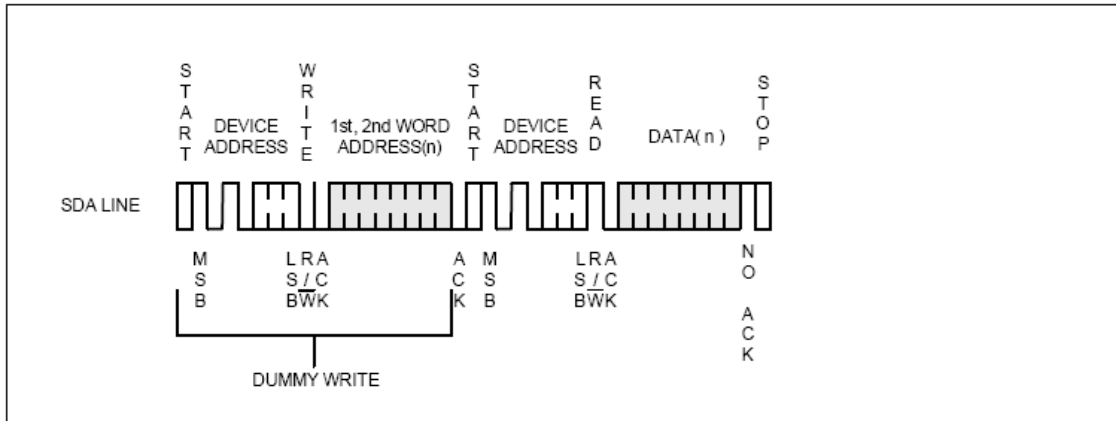 START
DEVICE ADDRESS
WRITE
1st, 2nd WORD ADDRESS(n)
START
DEVICE ADDRESS
READ
DATA( n )
STOP
SDA LINE
MSB
LSB
R/W
ACK
ACK
MSB
LSB
R/W
ACK
NO ACK
DUMMY WRITE